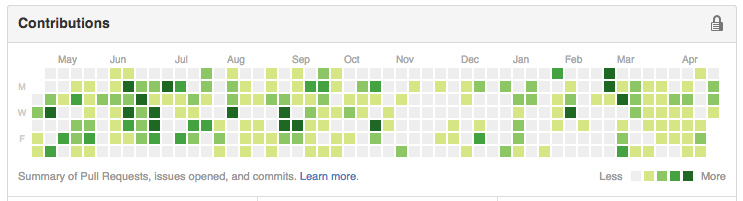 Contributions
May Jun Jul Aug Sep Oct Nov Dec Jan Feb Mar Apr
M
W
F
Summary of Pull Requests, issues opened, and commits. Learn more. Less More